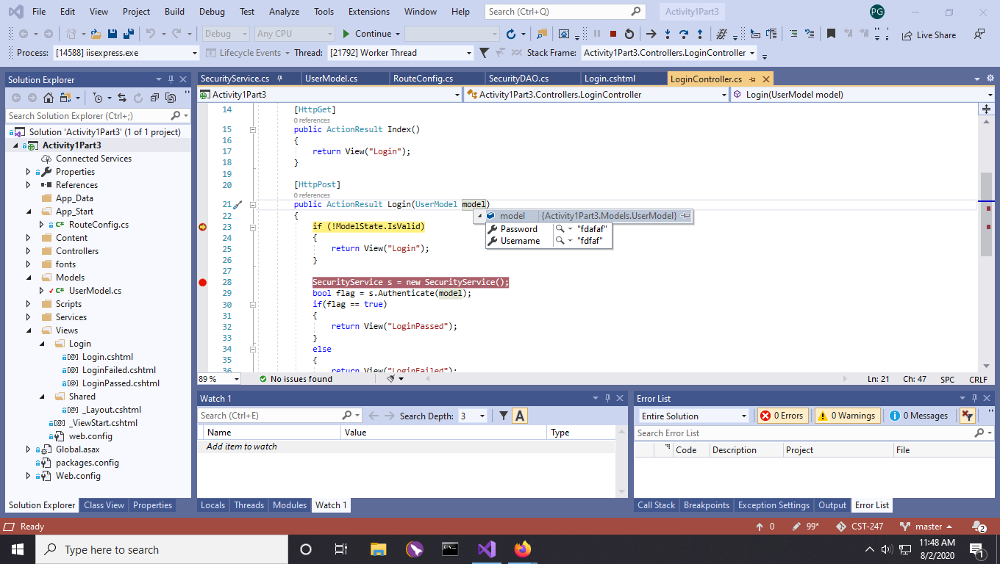 File Edit View Project Build Debug Test Analyze Tools Extensions Window Help Search (Ctrl+Q) Activity1Part3 PG
Debug Any CPU Continue Live Share
Process: [14588] iisexpress.exe Lifecycle Events Thread: [21792] Worker Thread Stack Frame: Activity1Part3.Controllers.LoginController
Solution Explorer
Search Solution Explorer (Ctrl+;)
Solution 'Activity1Part3' (1 of 1 project)
Activity1Part3
Connected Services
Properties
References
App_Data
App_Start
C# RouteConfig.cs
Content
Controllers
fonts
Models
C# UserModel.cs
Scripts
Services
Views
Login
[@] Login.cshtml
[@] LoginFailed.cshtml
[@] LoginPassed.cshtml
Shared
[@] _Layout.cshtml
[@] _ViewStart.cshtml
web.config
Global.asax
packages.config
Web.config
Solution Explorer Class View Properties
SecurityService.cs UserModel.cs RouteConfig.cs SecurityDAO.cs Login.cshtml LoginController.cs
Activity1Part3 Activity1Part3.Controllers.LoginController Login(UserModel model)
14 [HttpGet]
0 references
15 public ActionResult Index()
16 {
17 return View("Login");
18 }
19
20 [HttpPost]
0 references
21 public ActionResult Login(UserModel model)
22 {
model {Activity1Part3.Models.UserModel}
Password "fdafaf"
Username "fdfaf"
23 if (!ModelState.IsValid)
24 {
25 return View("Login");
26 }
27
28 SecurityService s = new SecurityService();
29 bool flag = s.Authenticate(model);
30 if(flag == true)
31 {
32 return View("LoginPassed");
33 }
34 else
35 {
36 return View("LoginFailed");
89 % No issues found Ln: 21 Ch: 47 SPC CRLF
Watch 1
Search (Ctrl+E) Search Depth: 3 A
Name Value Type
Add item to watch
Locals Threads Modules Watch 1
Error List
Entire Solution 0 Errors 0 Warnings 0 Messages
Search Error List
Code Description Project File
Call Stack Breakpoints Exception Settings Output Error List
Ready 0 99* CST-247 master 2
Type here to search 11:48 AM
8/2/2020 1